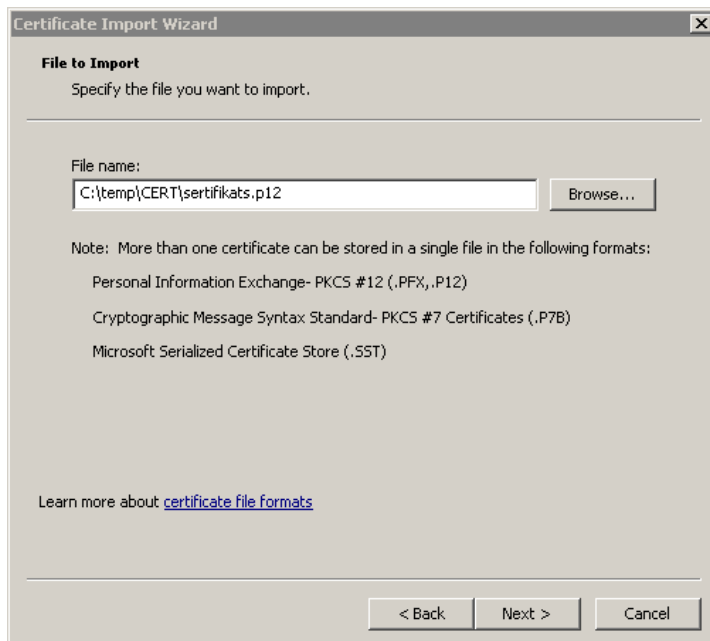 Certificate Import Wizard
File to Import
Specify the file you want to import.
File name:
C:\temp\CERT\sertifikats.p12
Browse...
Note: More than one certificate can be stored in a single file in the following formats:
Personal Information Exchange- PKCS #12 (.PFX,.P12)
Cryptographic Message Syntax Standard- PKCS #7 Certificates (.P7B)
Microsoft Serialized Certificate Store (.SST)
Learn more about certificate file formats
< Back
Next >
Cancel